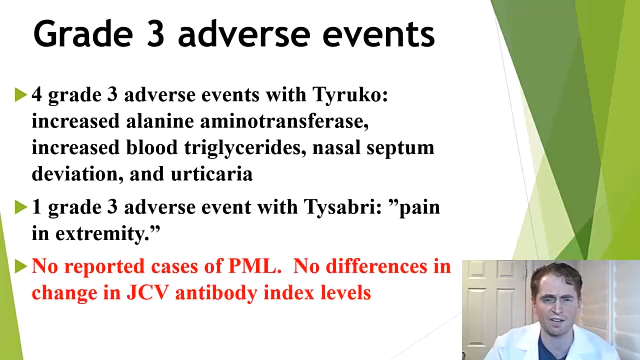 Grade 3 adverse events
4 grade 3 adverse events with Tyruko:
increased alanine aminotransferase,
increased blood triglycerides, nasal septum
deviation, and urticaria
1 grade 3 adverse event with Tysabri: ”pain
in extremity.”
No reported cases of PML.  No differences in
change in JCV antibody index levels